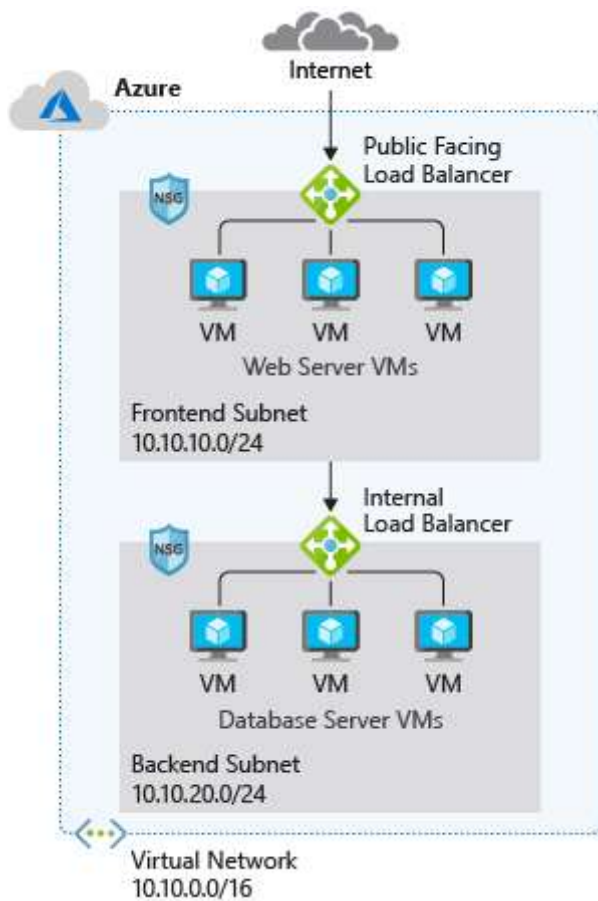 Internet
Azure
Public Facing
Load Balancer
NSG
VM
VM
VM
Web Server VMs
Frontend Subnet
10.10.10.0/24
Internal
Load Balancer
NSG
VM
VM
VM
Database Server VMs
Backend Subnet
10.10.20.0/24
Virtual Network
10.10.0.0/16